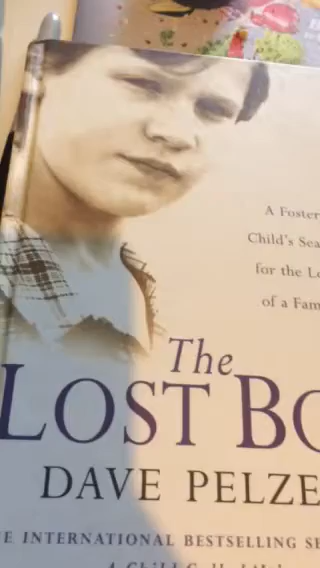 A Foster
Child's Sea
for the Lo
of a Fam
The
LOST BO
DAVE PELZE
E INTERNATIONAL BESTSELLING SE